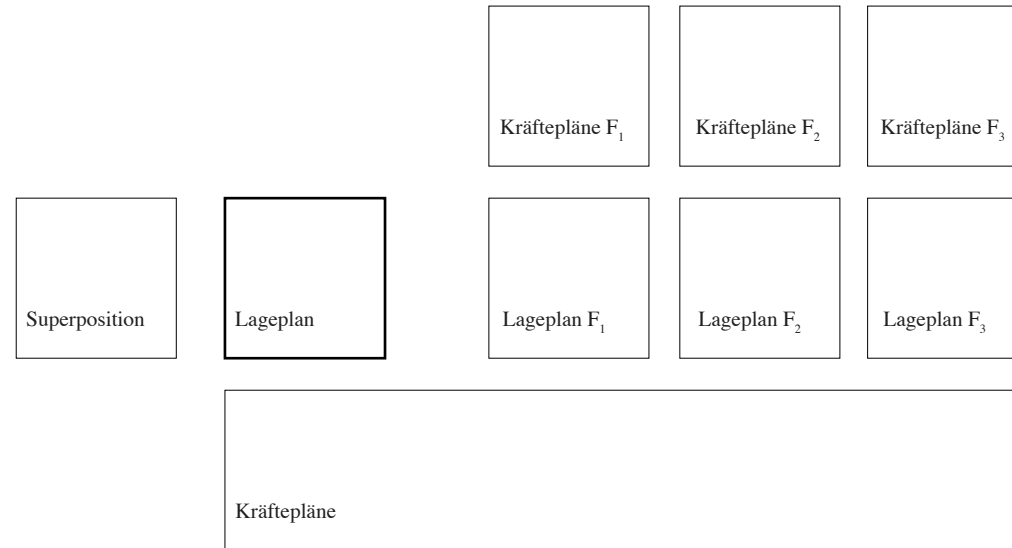 Kräftepläne F₁
Kräftepläne F₂
Kräftepläne F₃
Superposition
Lageplan
Lageplan F₁
Lageplan F₂
Lageplan F₃
Kräftepläne